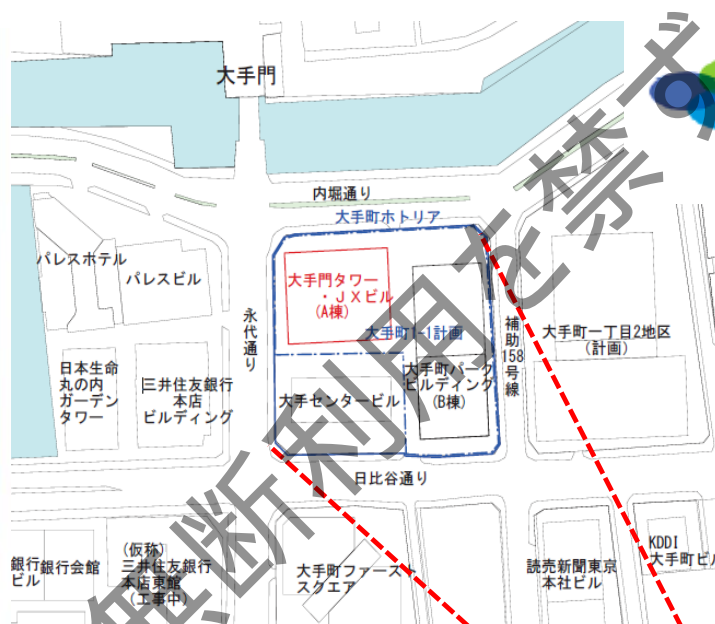 大手門
内堀通り
大手町ホトリア
パレスホテル
パレスビル
大手門タワー
・ＪＸビル
(A棟)
大手町1-1計画
永代通り
補助158号線
大手町一丁目2地区
(計画)
日本生命
丸の内
ガーデン
タワー
三井住友銀行
本店
ビルディング
大手センタービル
大手町パーク
ビルディング
(B棟)
日比谷通り
銀行
ビル
銀行会館
(仮称)
三井住友銀行
本店東館
(工事中)
大手町ファースト
スクエア
読売新聞東京
本社ビル
KDDI
大手町ビル
無断利用を禁ず